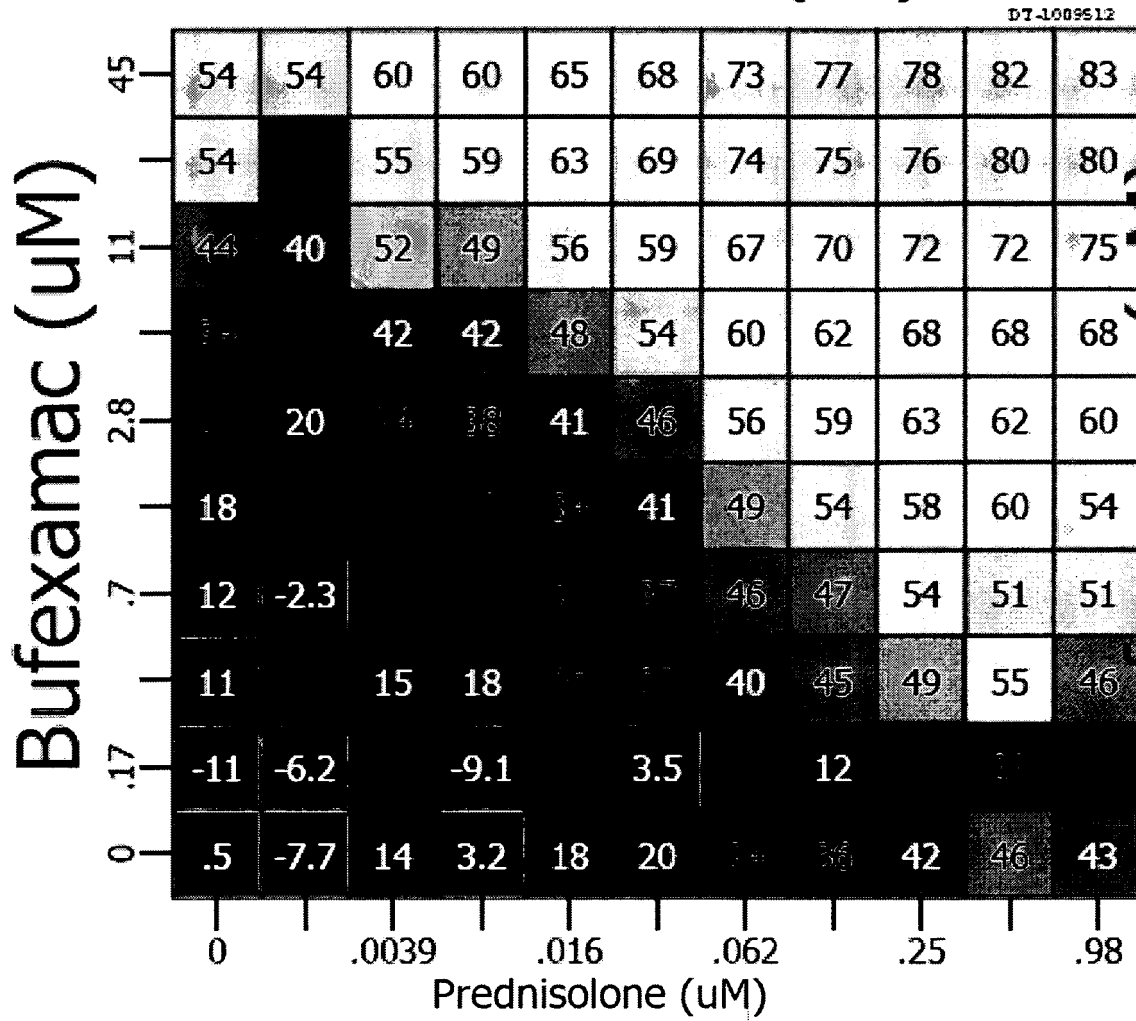 DT-1089512
45 54 54 60 60 65 68 73 77 78 82 83
54 55 59 63 69 74 75 76 80 80
11 44 40 52 49 56 59 67 70 72 72 75
42 42 48 54 60 62 68 68 68
2.8 20 38 41 46 56 59 63 62 60
18 41 49 54 58 60 54
.7 12 -2.3 46 47 54 51 51
11 15 18 40 45 49 55 46
.17 -11 -6.2 -9.1 3.5 12
0 .5 -7.7 14 3.2 18 20 36 42 46 43
0 .0039 .016 .062 .25 .98
Prednisolone (uM)
Bufexamac (uM)